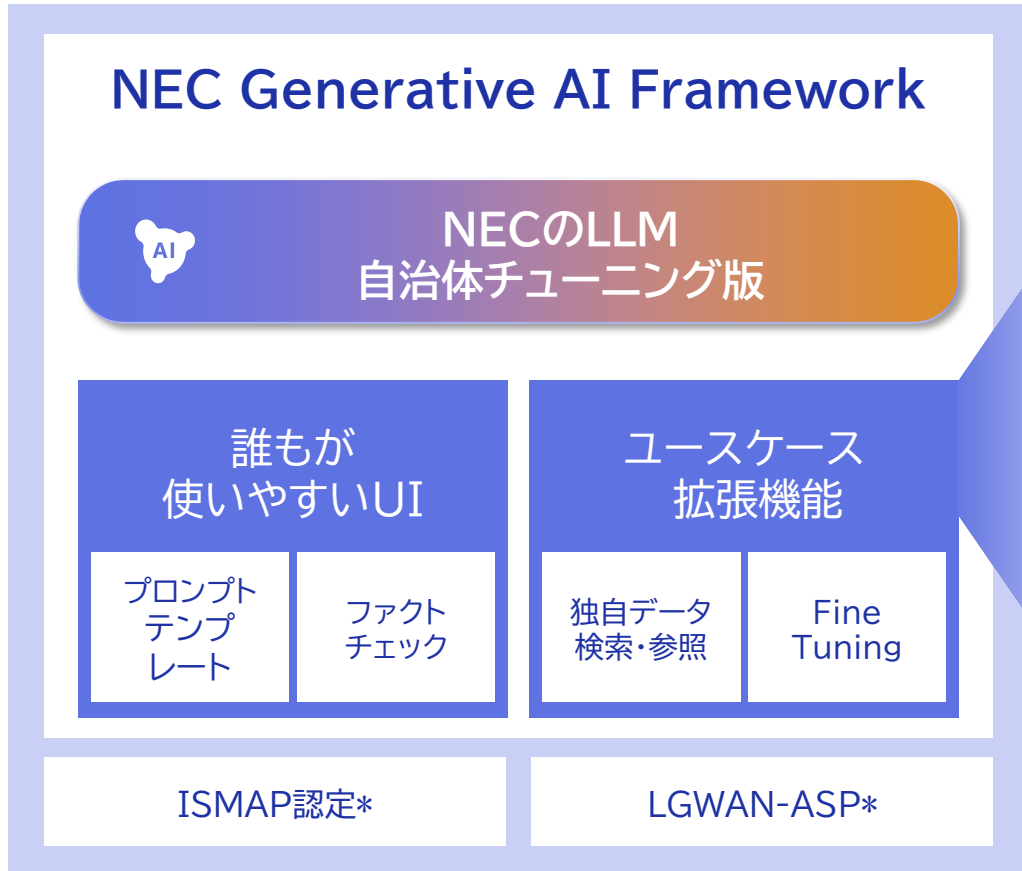 NEC Generative AI Framework
AI
NECのLLM
自治体チューニング版
誰もが
使いやすいUI
プロンプト
テンプ
レート
ファクト
チェック
ユースケース
拡張機能
独自データ
検索・参照
Fine
Tuning
ISMAP認定*
LGWAN-ASP*